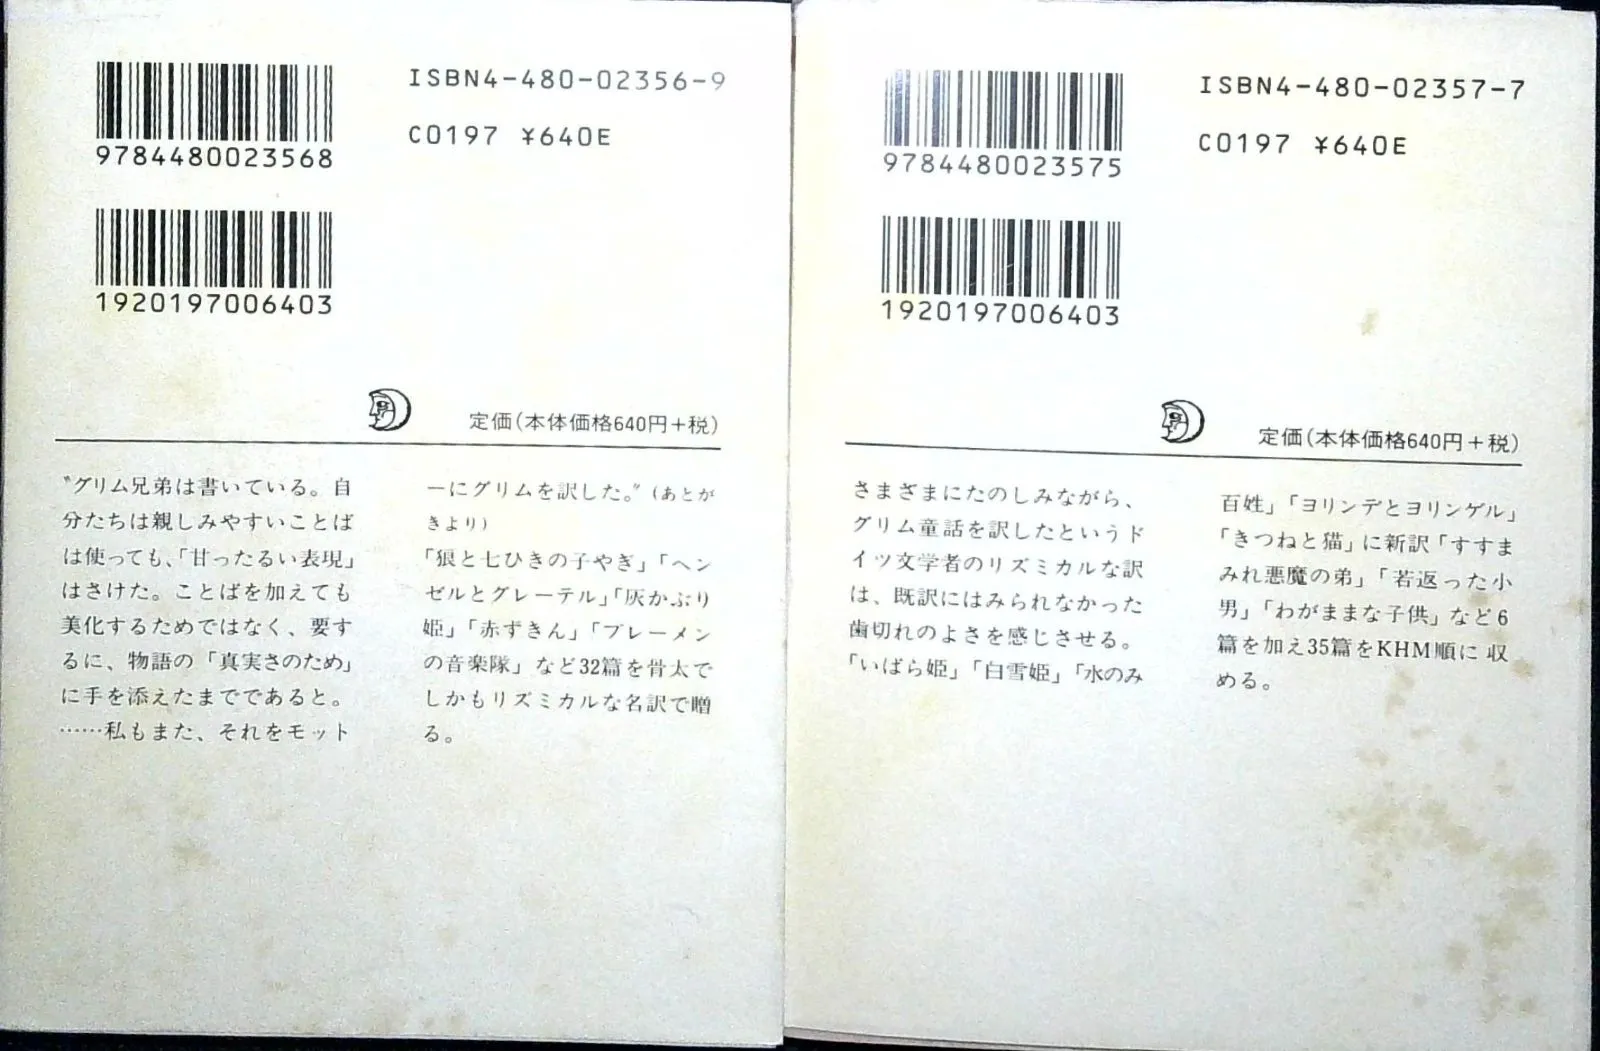 ISBN4-480-02356-9
C0197 ¥640E
9784480023568
1920197006403
定価(本体価格640円+税)
〝グリム兄弟は書いている。自
分たちは親しみやすいことば
は使っても、「甘ったるい表現」
はさけた。ことばを加えても
美化するためではなく、要す
るに、物語の「真実さのため」
に手を添えたまでであると。
……私もまた、それをモット
ーにグリムを訳した。〞(あとが
きより)
「狼と七ひきの子やぎ」「ヘン
ゼルとグレーテル」「灰かぶり
姫」「赤ずきん」「ブレーメン
の音楽隊」など32篇を骨太で
しかもリズミカルな名訳で贈
る。
ISBN4-480-02357-7
C0197 ¥640E
9784480023575
1920197006403
定価(本体価格640円+税)
さまざまにたのしみながら、
グリム童話を訳したというド
イツ文学者のリズミカルな訳
は、既訳にはみられなかった
歯切れのよさを感じさせる。
「いばら姫」「白雪姫」「水のみ
百姓」「ヨリンデとヨリンゲル」
「きつねと猫」に新訳「すすま
みれ悪魔の弟」「若返った小
男」「わがままな子供」など6
篇を加え35篇をKHM順に収
める。